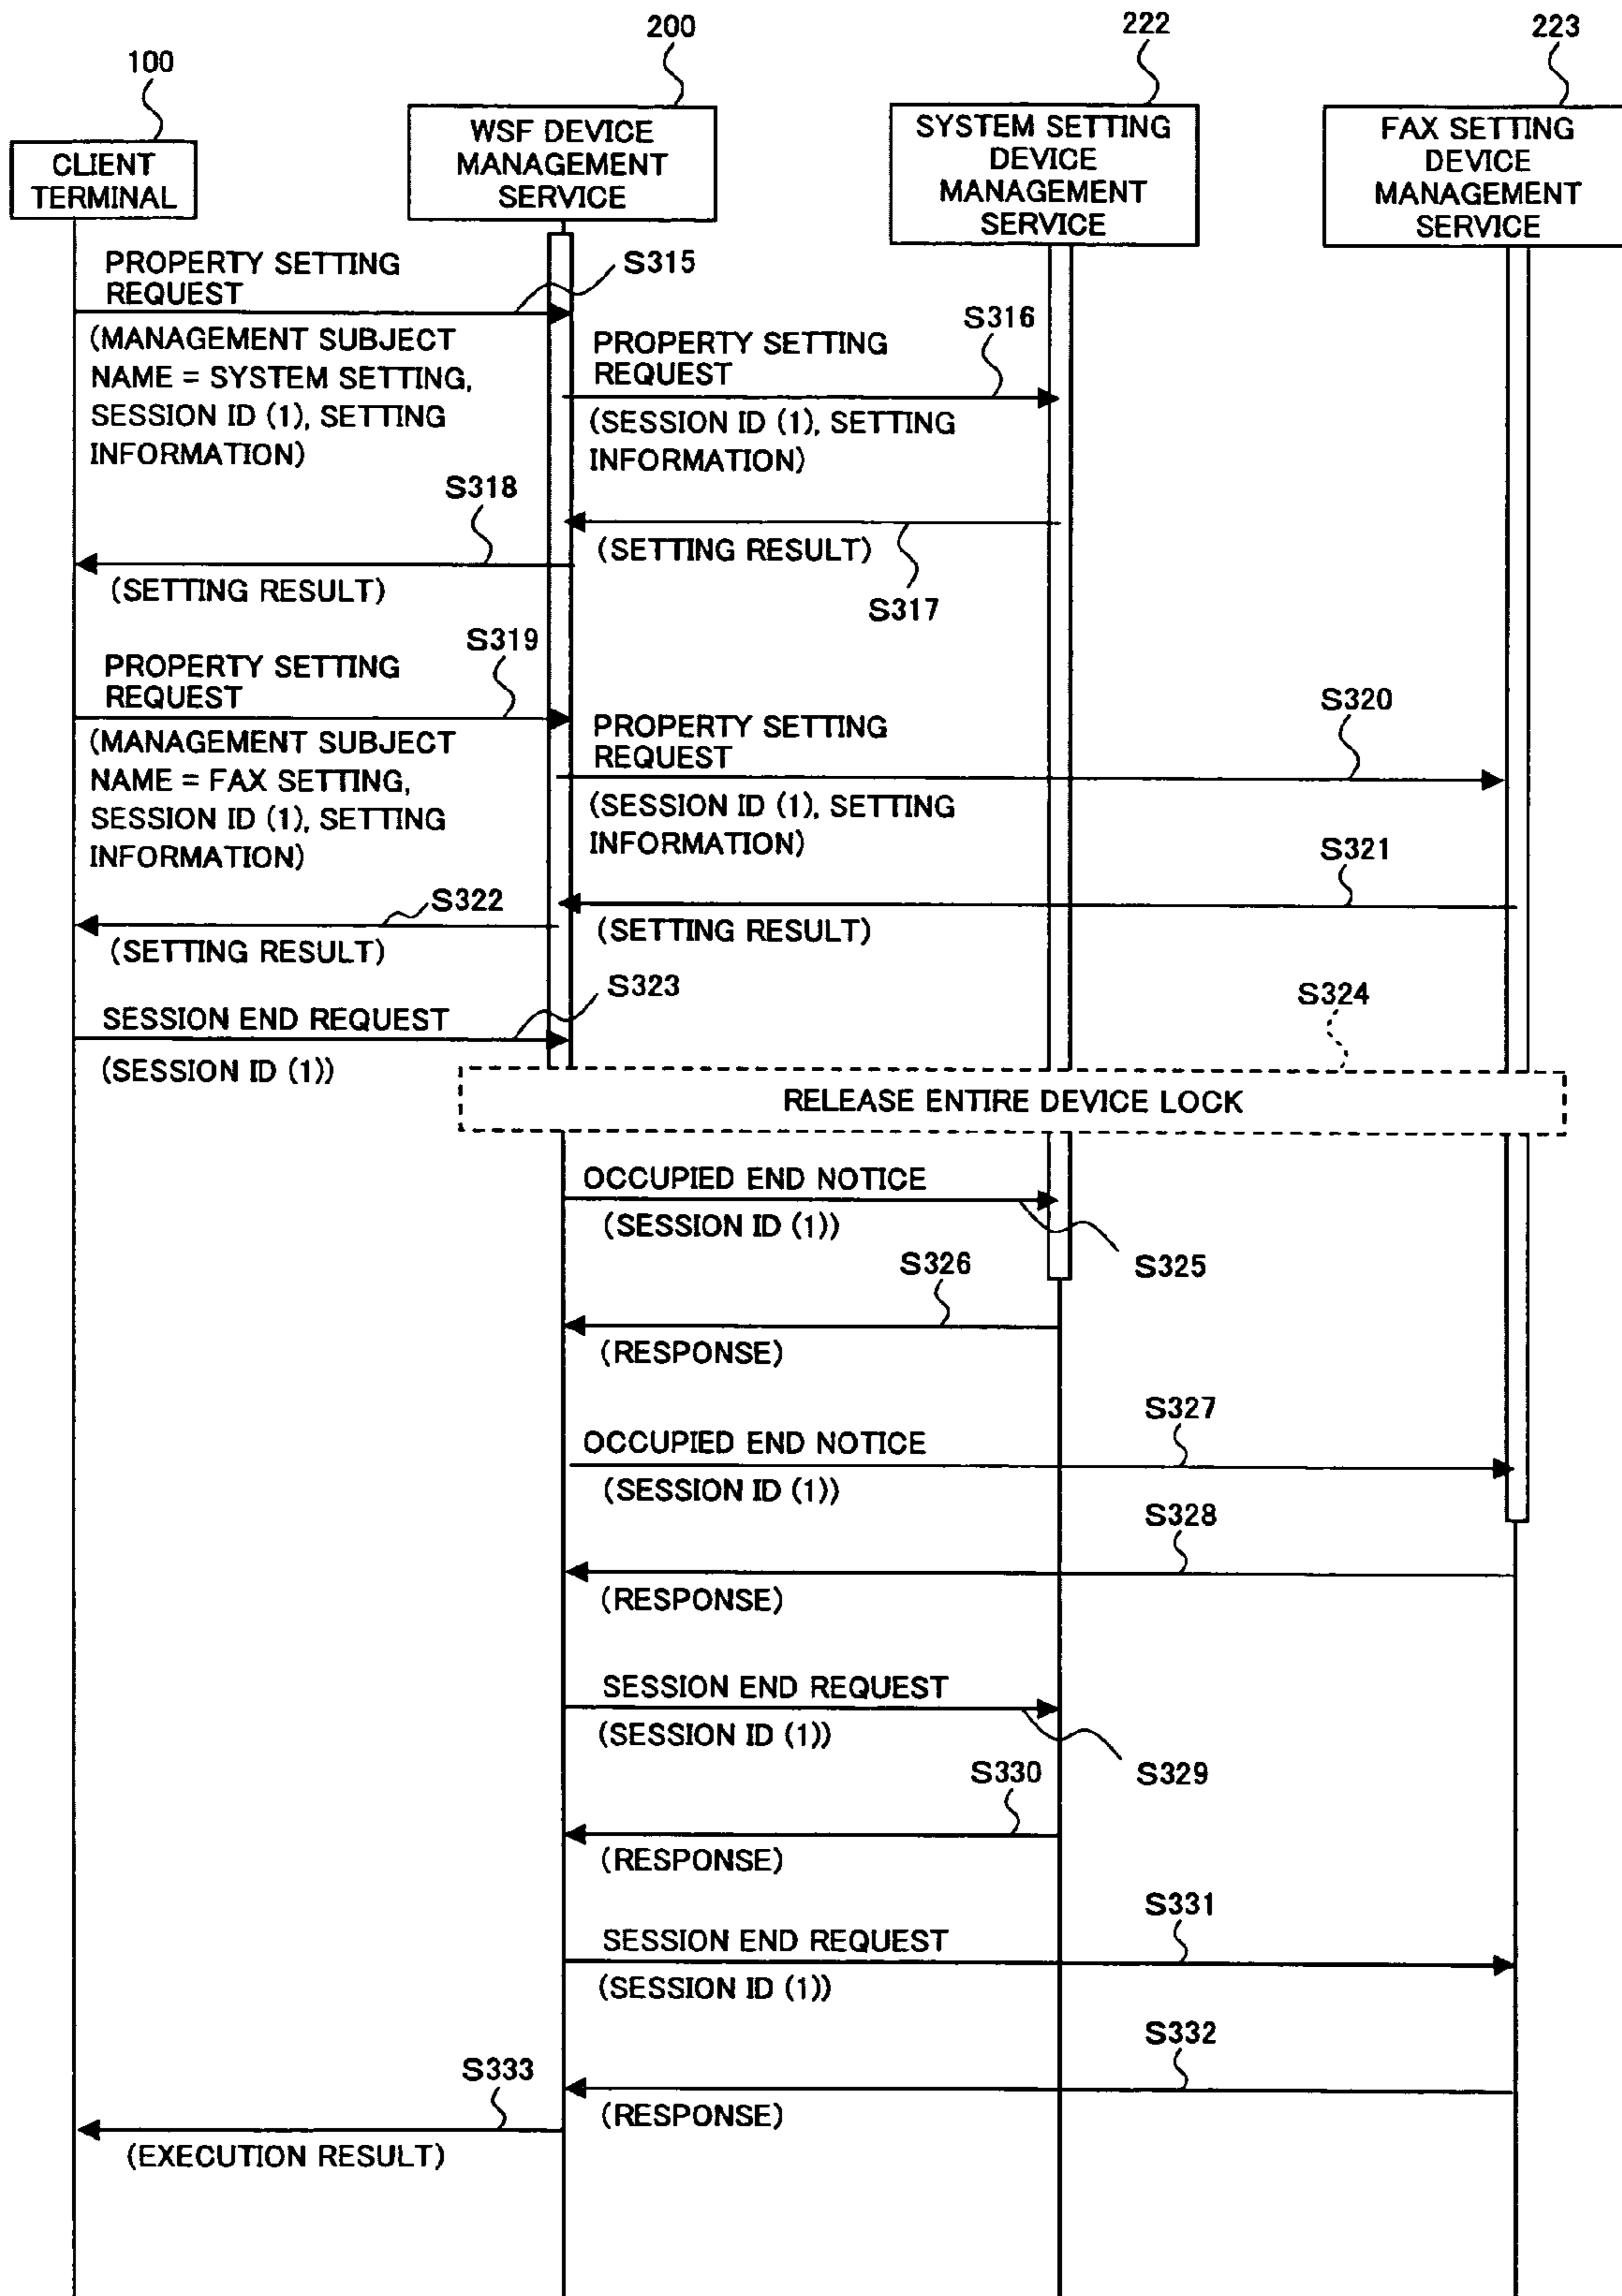 100
200
222
223
CLIENT
TERMINAL
WSF DEVICE
MANAGEMENT
SERVICE
SYSTEM SETTING
DEVICE
MANAGEMENT
SERVICE
FAX SETTING
DEVICE
MANAGEMENT
SERVICE
PROPERTY SETTING
REQUEST
S315
(MANAGEMENT SUBJECT
NAME = SYSTEM SETTING,
SESSION ID (1), SETTING
INFORMATION)
PROPERTY SETTING
REQUEST
S316
(SESSION ID (1), SETTING
INFORMATION)
S318
(SETTING RESULT)
S317
(SETTING RESULT)
S319
PROPERTY SETTING
REQUEST
(MANAGEMENT SUBJECT
NAME = FAX SETTING,
SESSION ID (1), SETTING
INFORMATION)
PROPERTY SETTING
REQUEST
S320
(SESSION ID (1), SETTING
INFORMATION)
S321
(SETTING RESULT)
S322
(SETTING RESULT)
S323
SESSION END REQUEST
(SESSION ID (1))
S324
RELEASE ENTIRE DEVICE LOCK
OCCUPIED END NOTICE
(SESSION ID (1))
S325
S326
(RESPONSE)
S327
OCCUPIED END NOTICE
(SESSION ID (1))
S328
(RESPONSE)
SESSION END REQUEST
(SESSION ID (1))
S329
S330
(RESPONSE)
S331
SESSION END REQUEST
(SESSION ID (1))
S332
(RESPONSE)
S333
(EXECUTION RESULT)